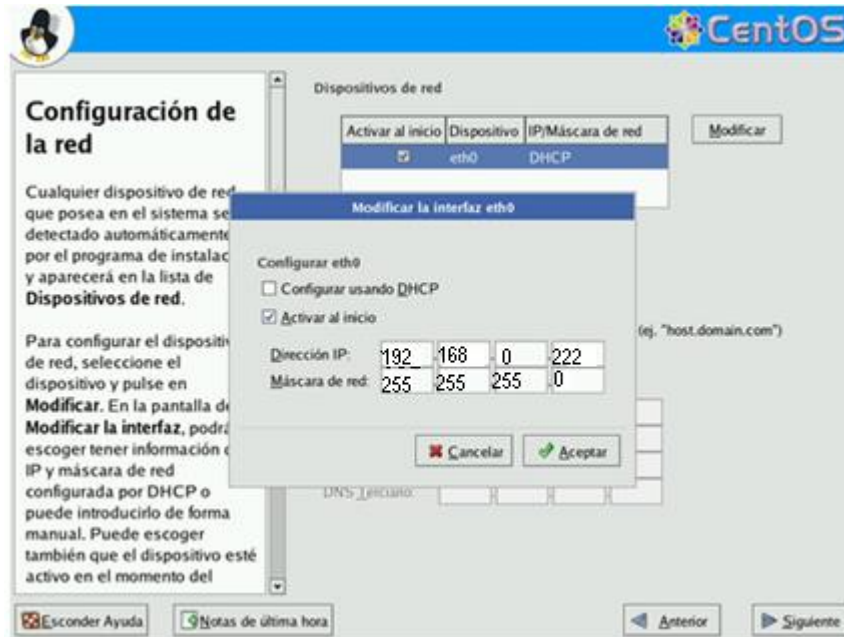 CentOS
Configuración de
la red
Cualquier dispositivo de red
que posea en el sistema se
detectado automáticamente
por el programa de instalac
y aparecerá en la lista de
Dispositivos de red.
Para configurar el dispositiv
de red, seleccione el
dispositivo y pulse en
Modificar. En la pantalla de
Modificar la interfaz, podrá
escoger tener información
IP y máscara de red
configurada por DHCP o
puede introducirlo de forma
manual. Puede escoger
también que el dispositivo esté
activo en el momento del
Dispositivos de red
Activar al inicio Dispositivo IP/Máscara de red
eth0 DHCP
Modificar
Modificar la interfaz eth0
Configurar eth0
Configurar usando DHCP
Activar al inicio
Dirección IP: 192 .168 . 0 .222
Máscara de red: 255 255 255 .0
Cancelar Aceptar
(ej. "host.domain.com")
DNS Terciario:
Esconder Ayuda Notas de última hora Anterior Siguiente